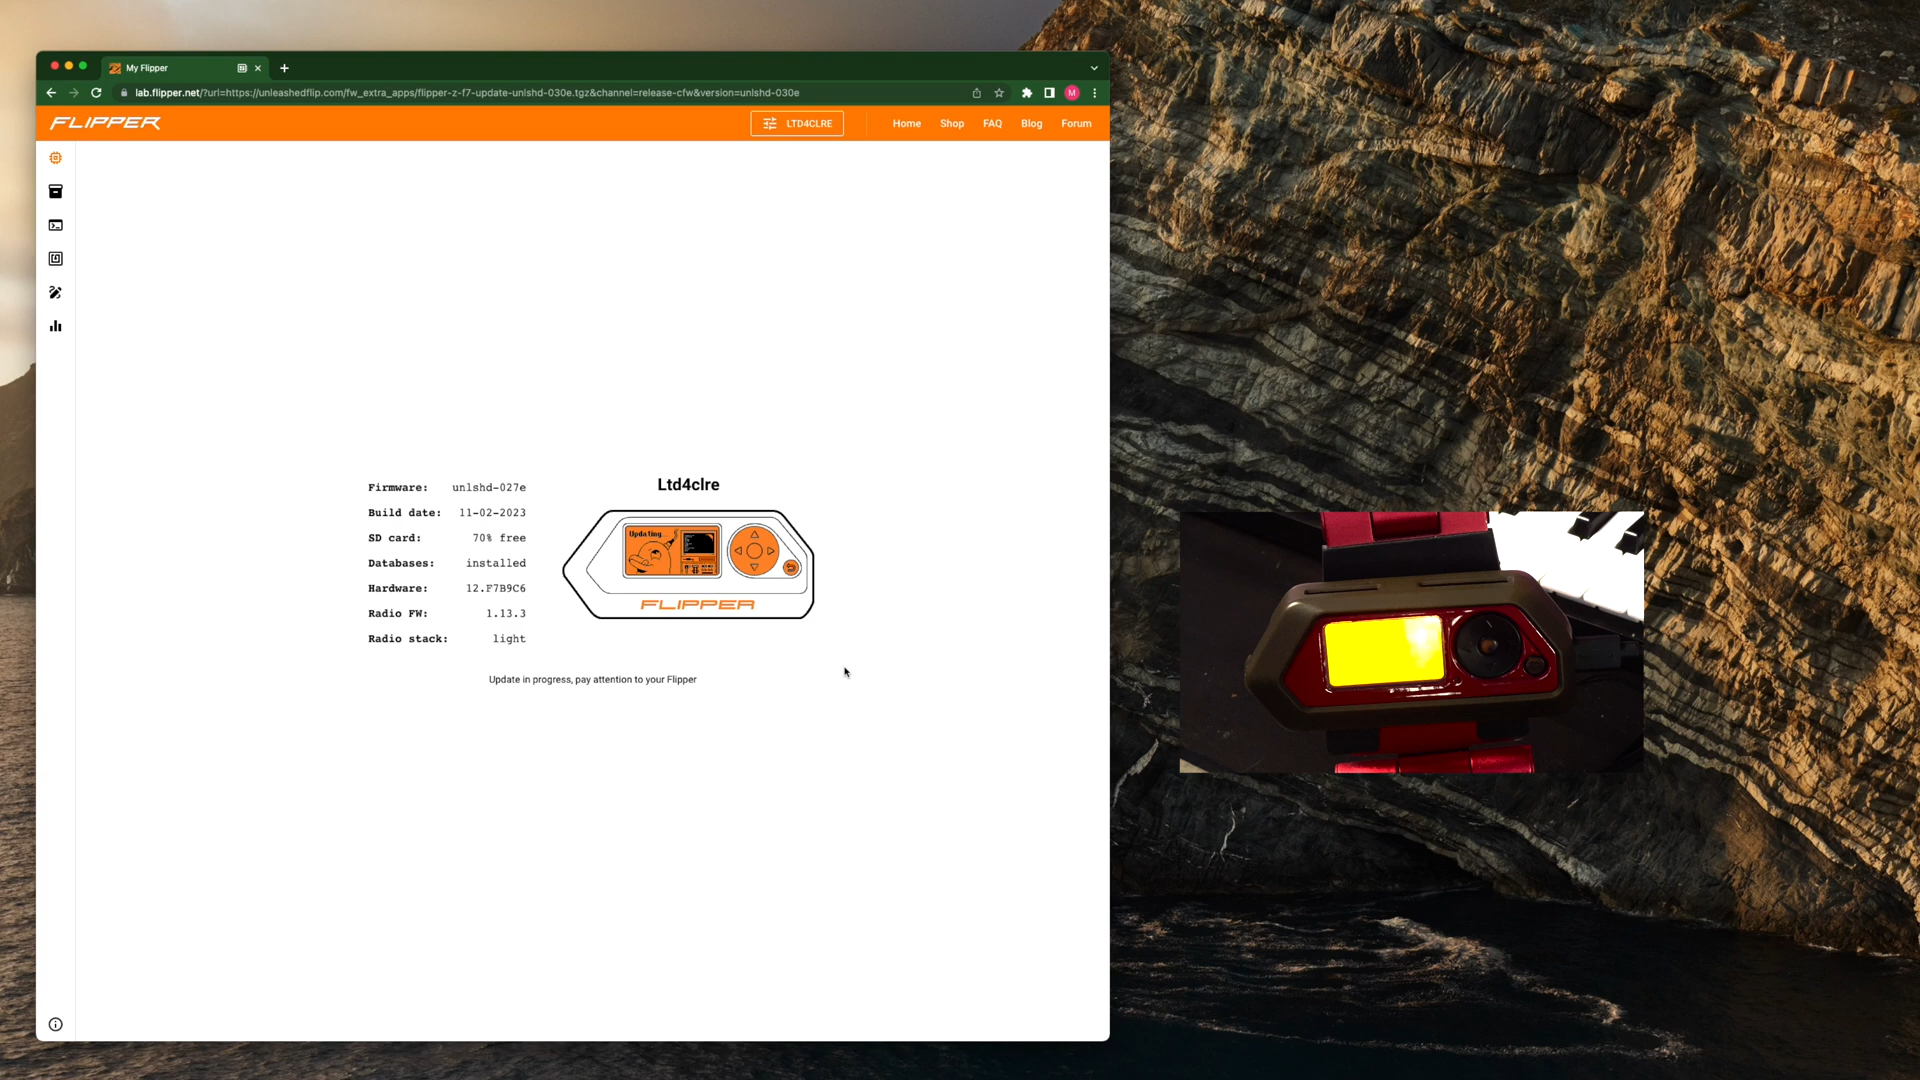 My Flipper
lab.flipper.net/?url=https://unleashedflip.com/fw_extra_apps/flipper-z-f7-update-unlshd-030e.tgz&channel=release-cfw&version=unlshd-030e
M
FLIPPER
LTD4CLRE
Home
Shop
FAQ
Blog
Forum
Ltd4clre
Firmware: unlshd-027e
Build date: 11-02-2023
SD card: 70% free
Databases: installed
Hardware: 12.F7B9C6
Radio FW: 1.13.3
Radio stack: light
Updating...
FLIPPER
Update in progress, pay attention to your Flipper